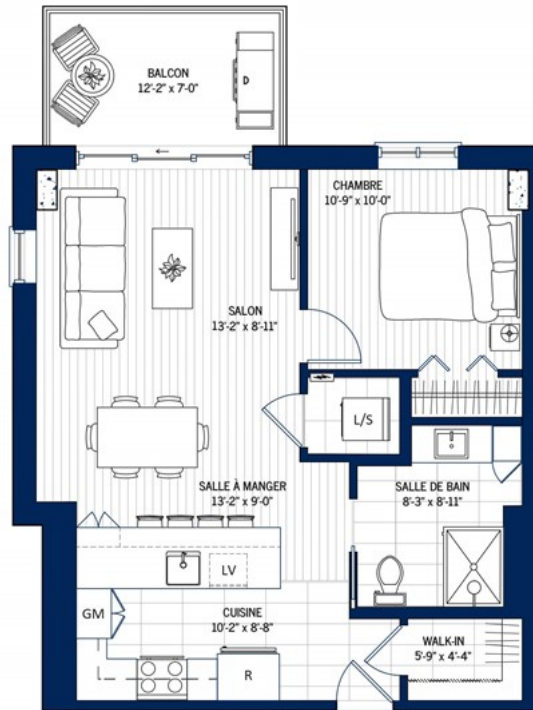 BALCON
12'-2" x 7'-0"
D
CHAMBRE
10'-9" x 10'-0"
SALON
13'-2" x 8'-11"
L/S
SALLE À MANGER
13'-2" x 9'-0"
SALLE DE BAIN
8'-3" x 8'-11"
LV
GM
CUISINE
10'-2" x 8'-8"
WALK-IN
5'-9" x 4'-4"
R